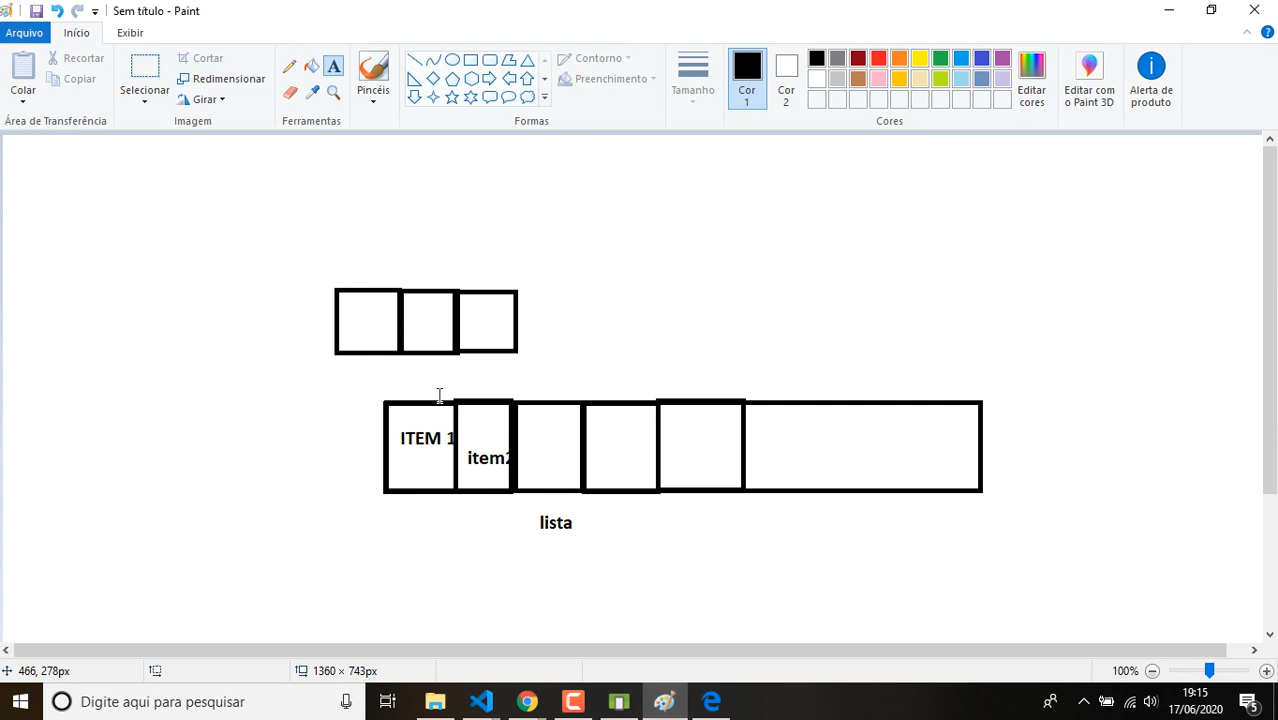 Sem título - Paint
Arquivo
Início
Exibir
Colar
Recortar
Copiar
Área de Transferência
Selecionar
Cortar
Redimensionar
Girar
Imagem
A
Ferramentas
Pincéis
Contorno
Preenchimento
Formas
Tamanho
Cor 1
Cor 2
Editar cores
Cores
Editar com o Paint 3D
Alerta de produto
ITEM 1
item2
lista
466, 278px
1360 × 743px
100%
Digite aqui para pesquisar
19:15
17/06/2020
5